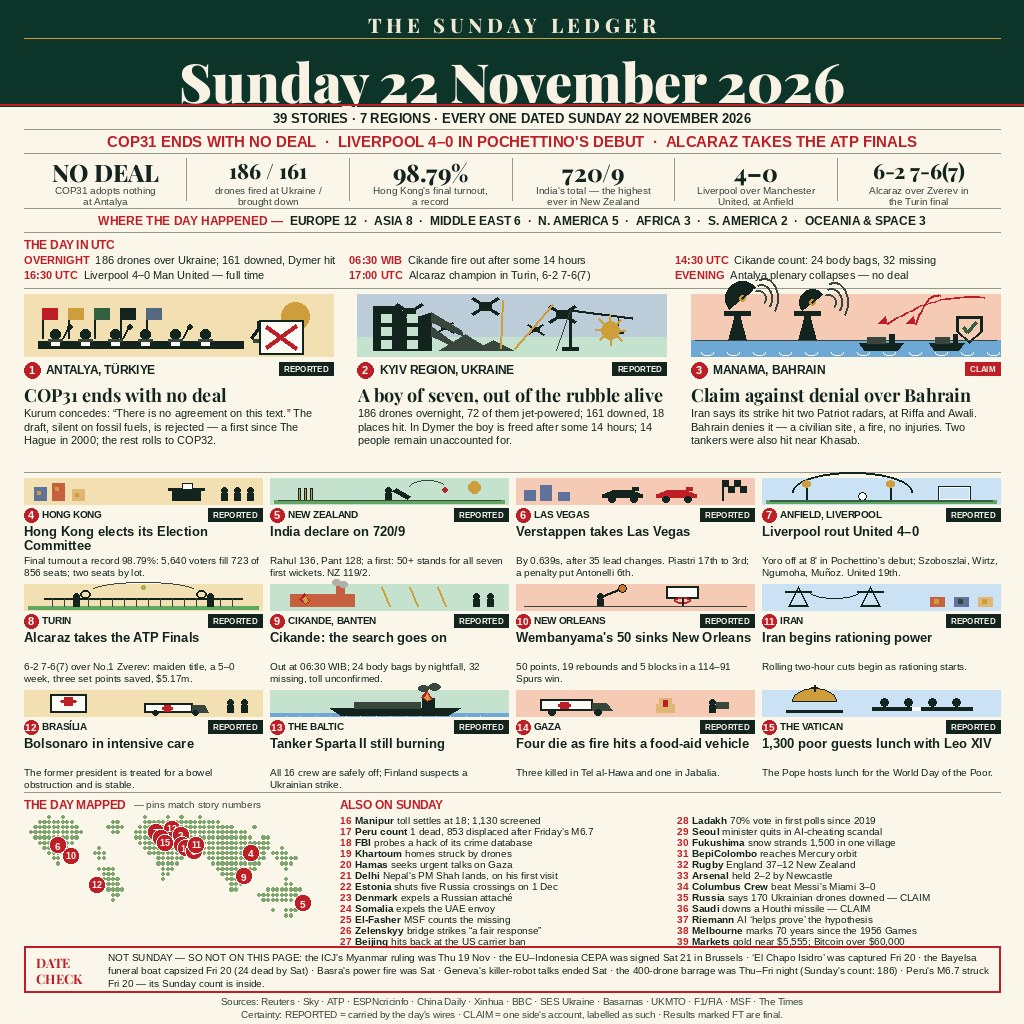 THE SUNDAY LEDGER
Sunday 22 November 2026
39 STORIES · 7 REGIONS · EVERY ONE DATED SUNDAY 22 NOVEMBER 2026
COP31 ENDS WITH NO DEAL · LIVERPOOL 4–0 IN POCHETTINO'S DEBUT · ALCARAZ TAKES THE ATP FINALS
NO DEAL
COP31 adopts nothing
at Antalya
186 / 161
drones fired at Ukraine /
brought down
98.79%
Hong Kong's final turnout,
a record
720/9
India's total — the highest
ever in New Zealand
4–0
Liverpool over Manchester
United, at Anfield
6-2 7-6(7)
Alcaraz over Zverev in
the Turin final
WHERE THE DAY HAPPENED — EUROPE 12 · ASIA 8 · MIDDLE EAST 6 · N. AMERICA 5 · AFRICA 3 · S. AMERICA 2 · OCEANIA & SPACE 3
THE DAY IN UTC
OVERNIGHT 186 drones over Ukraine; 161 downed, Dymer hit
06:30 WIB Cikande fire out after some 14 hours
14:30 UTC Cikande count: 24 body bags, 32 missing
16:30 UTC Liverpool 4–0 Man United — full time
17:00 UTC Alcaraz champion in Turin, 6-2 7-6(7)
EVENING Antalya plenary collapses — no deal
1 ANTALYA, TÜRKIYE REPORTED
COP31 ends with no deal
Kurum concedes: “There is no agreement on this text.” The
draft, silent on fossil fuels, is rejected — a first since The
Hague in 2000; the rest rolls to COP32.
2 KYIV REGION, UKRAINE REPORTED
A boy of seven, out of the rubble alive
186 drones overnight, 72 of them jet-powered; 161 downed, 18
places hit. In Dymer the boy is freed after some 14 hours; 14
people remain unaccounted for.
3 MANAMA, BAHRAIN CLAIM
Claim against denial over Bahrain
Iran says its strike hit two Patriot radars, at Riffa and Awali.
Bahrain denies it — a civilian site, a fire, no injuries. Two
tankers were also hit near Khasab.
4 HONG KONG REPORTED
Hong Kong elects its Election
Committee
Final turnout a record 98.79%: 5,640 voters fill 723 of
856 seats; two seats by lot.
5 NEW ZEALAND REPORTED
India declare on 720/9
Rahul 136, Pant 128; a first: 50+ stands for all seven
first wickets. NZ 119/2.
6 LAS VEGAS REPORTED
Verstappen takes Las Vegas
By 0.639s, after 35 lead changes. Piastri 17th to 3rd;
a penalty put Antonelli 6th.
7 ANFIELD, LIVERPOOL REPORTED
Liverpool rout United 4–0
Yoro off at 8' in Pochettino's debut; Szoboszlai, Wirtz,
Ngumoha, Muñoz. United 19th.
8 TURIN REPORTED
Alcaraz takes the ATP Finals
6-2 7-6(7) over No.1 Zverev: maiden title, a 5–0
week, three set points saved, $5.17m.
9 CIKANDE, BANTEN REPORTED
Cikande: the search goes on
Out at 06:30 WIB; 24 body bags by nightfall, 32
missing, toll unconfirmed.
10 NEW ORLEANS REPORTED
Wembanyama's 50 sinks New Orleans
50 points, 19 rebounds and 5 blocks in a 114–91
Spurs win.
11 IRAN REPORTED
Iran begins rationing power
Rolling two-hour cuts begin as rationing starts.
12 BRASÍLIA REPORTED
Bolsonaro in intensive care
The former president is treated for a bowel
obstruction and is stable.
13 THE BALTIC REPORTED
Tanker Sparta II still burning
All 16 crew are safely off; Finland suspects a
Ukrainian strike.
14 GAZA REPORTED
Four die as fire hits a food-aid vehicle
Three killed in Tel al-Hawa and one in Jabalia.
15 THE VATICAN REPORTED
1,300 poor guests lunch with Leo XIV
The Pope hosts lunch for the World Day of the Poor.
THE DAY MAPPED — pins match story numbers
6
10
12
15
11
4
9
5
ALSO ON SUNDAY
16 Manipur toll settles at 18; 1,130 screened
17 Peru count 1 dead, 853 displaced after Friday's M6.7
18 FBI probes a hack of its crime database
19 Khartoum homes struck by drones
20 Hamas seeks urgent talks on Gaza
21 Delhi Nepal's PM Shah lands, on his first visit
22 Estonia shuts five Russia crossings on 1 Dec
23 Denmark expels a Russian attaché
24 Somalia expels the UAE envoy
25 El-Fasher MSF counts the missing
26 Zelenskyy bridge strikes “a fair response”
27 Beijing hits back at the US carrier ban
28 Ladakh 70% vote in first polls since 2019
29 Seoul minister quits in AI-cheating scandal
30 Fukushima snow strands 1,500 in one village
31 BepiColombo reaches Mercury orbit
32 Rugby England 37–12 New Zealand
33 Arsenal held 2–2 by Newcastle
34 Columbus Crew beat Messi's Miami 3–0
35 Russia says 170 Ukrainian drones downed — CLAIM
36 Saudi downs a Houthi missile — CLAIM
37 Riemann AI 'helps prove' the hypothesis
38 Melbourne marks 70 years since the 1956 Games
39 Markets gold near $5,555; Bitcoin over $60,000
DATE
CHECK
NOT SUNDAY — SO NOT ON THIS PAGE: the ICJ's Myanmar ruling was Thu 19 Nov · the EU–Indonesia CEPA was signed Sat 21 in Brussels · 'El Chapo Isidro' was captured Fri 20 · the Bayelsa
funeral boat capsized Fri 20 (24 dead by Sat) · Basra's power fire was Sat · Geneva's killer-robot talks ended Sat · the 400-drone barrage was Thu–Fri night (Sunday's count: 186) · Peru's M6.7 struck
Fri 20 — its Sunday count is inside.
Sources: Reuters · Sky · ATP · ESPNcricinfo · China Daily · Xinhua · BBC · SES Ukraine · Basarnas · UKMTO · F1/FIA · MSF · The Times
Certainty: REPORTED = carried by the day's wires · CLAIM = one side's account, labelled as such · Results marked FT are final.